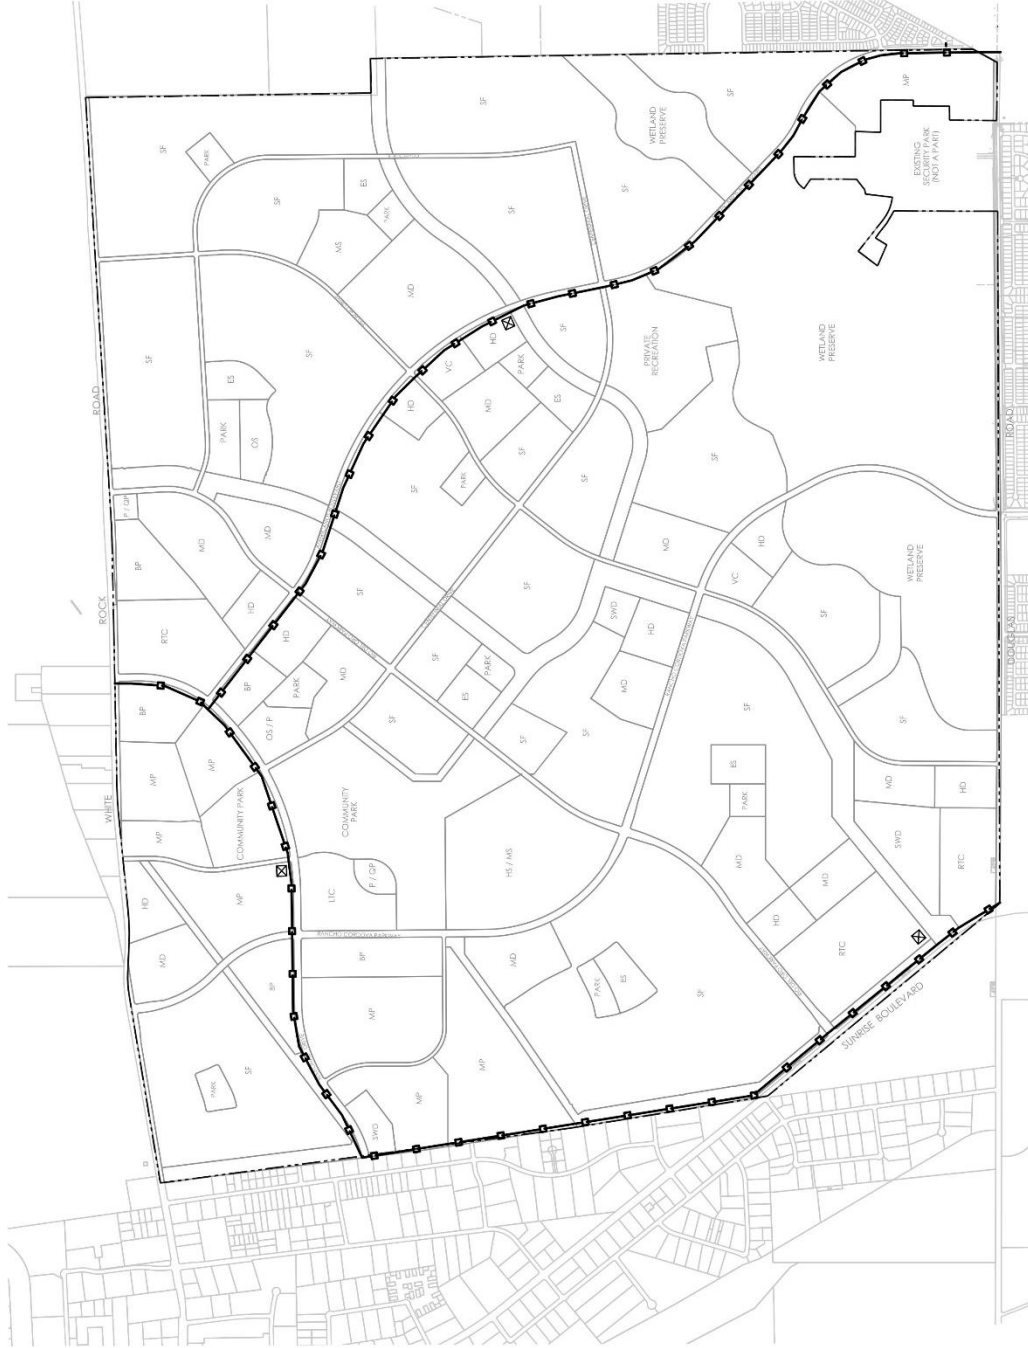 SF
PARK
SF
ES
PARK
MS
MD
SF
SF
WETLAND
PRESERVE
SF
SF
MP
EXISTING
SECURITY PARK
(NOT A PART)
SF
SF
ES
PARK
OS
HD
VC
HD
PARK
ES
MD
SF
SF
PRIVATE
RECREATION
WETLAND
PRESERVE
WHITE
ROCK
ROAD
P / QP
BP
MD
MD
RTC
HD
HD
SF
SF
PARK
SF
SF
SF
MD
HD
VC
SF
WETLAND
PRESERVE
DOUGLAS
ROAD
BP
BP
PARK
MD
OS / P
SF
SF
ES
PARK
SWD
HD
MD
SF
SF
SF
SF
MD
HD
MP
MP
MP
COMMUNITY PARK
COMMUNITY
PARK
LTC
P / QP
HS / MS
ES
PARK
MD
MD
HD
RTC
SWD
RTC
HD
MD
MP
RANCHO CORDOVA PARKWAY
BP
BP
MP
MD
PARK
ES
SF
SUNRISE BOULEVARD
SF
PARK
SWD
MP
MP